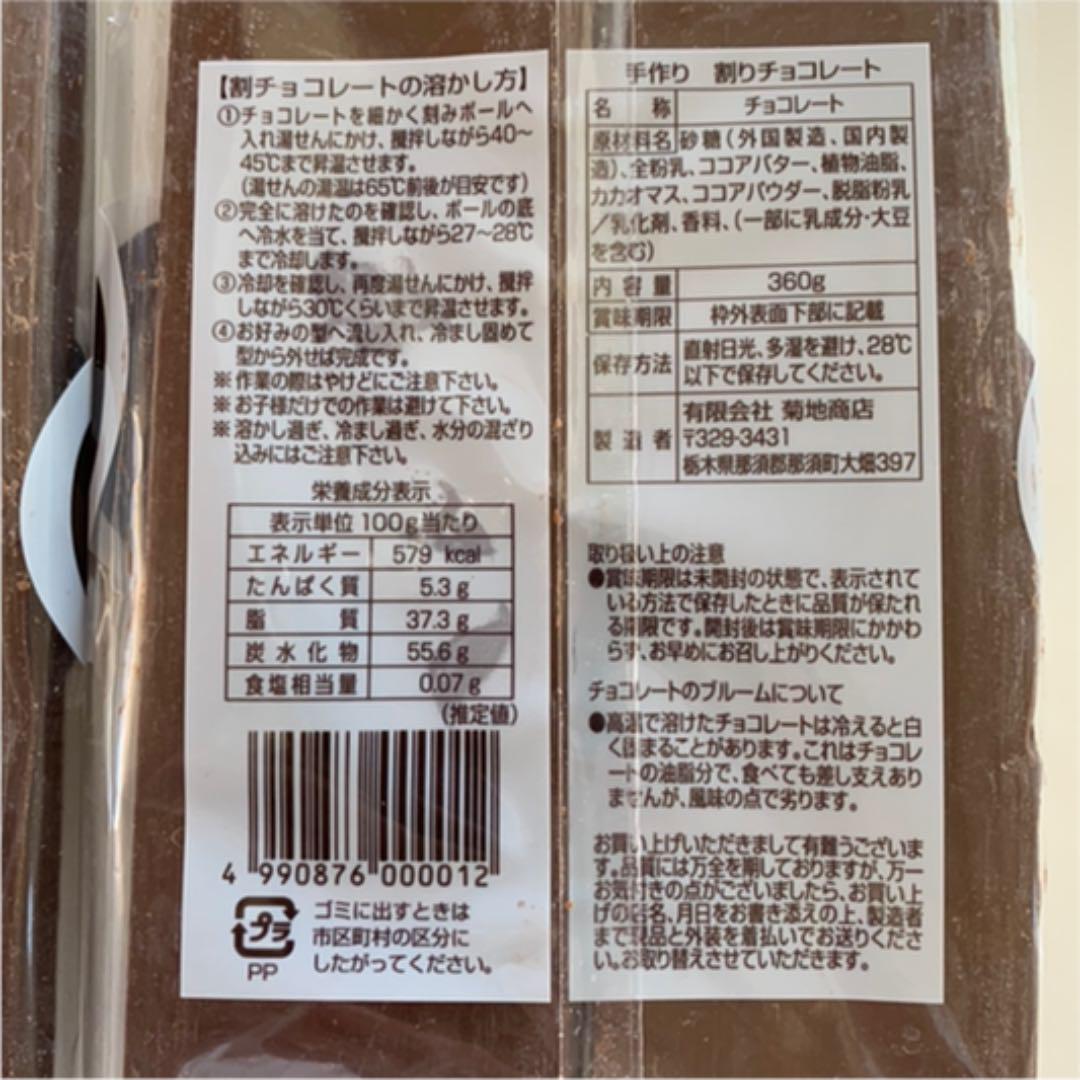 【割チョコレートの溶かし方】
①チョコレートを細かく刻みボールへ
入れ湯せんにかけ、攪拌しながら40〜
45℃まで昇温させます。
(湯せんの湯温は65℃前後が目安です)
②完全に溶けたのを確認し、ボールの底
へ冷水を当て、攪拌しながら27〜28℃
まで冷却します。
③冷却を確認し、再度湯せんにかけ、攪拌
しながら30℃くらいまで昇温させます。
④お好みの型へ流し入れ、冷まし固めて
型から外せば完成です。
※作業の際はやけどにご注意下さい。
※お子様だけでの作業は避けて下さい。
※溶かし過ぎ、冷まし過ぎ、水分の混ざり
込みにはご注意下さい。
栄養成分表示
表示単位 100g当たり
エネルギー 579 kcal
たんぱく質 5.3 g
脂質 37.3 g
炭水化物 55.6 g
食塩相当量 0.07 g
(推定値)
4 990876 000012
プラ
PP
ゴミに出すときは
市区町村の区分に
したがってください。
手作り 割りチョコレート
名称 チョコレート
原材料名 砂糖(外国製造、国内製
造)、全粉乳、ココアバター、植物油脂、
カカオマス、ココアパウダー、脱脂粉乳
/乳化剤、香料、(一部に乳成分・大豆
を含む)
内容量 360g
賞味期限 枠外表面下部に記載
保存方法 直射日光、多湿を避け、28℃
以下で保存してください。
製造者 有限会社 菊地商店
〒329-3431
栃木県那須郡那須町大畑397
取り扱い上の注意
●賞味期限は未開封の状態で、表示されて
いる方法で保存したときに品質が保たれ
る期限です。開封後は賞味期限にかかわ
らず、お早めにお召し上がりください。
チョコレートのブルームについて
●高温で溶けたチョコレートは冷えると白
く固まることがあります。これはチョコレ
ートの油脂分で、食べても差し支えあり
ませんが、風味の点で劣ります。
お買い上げいただきまして有難うございま
す。品質には万全を期しておりますが、万一
お気付きの点がございましたら、お買い上
げの店名、月日をお書き添えの上、製造者
まで現品と外装を着払いでお送りくださ
い。お取り替えさせていただきます。